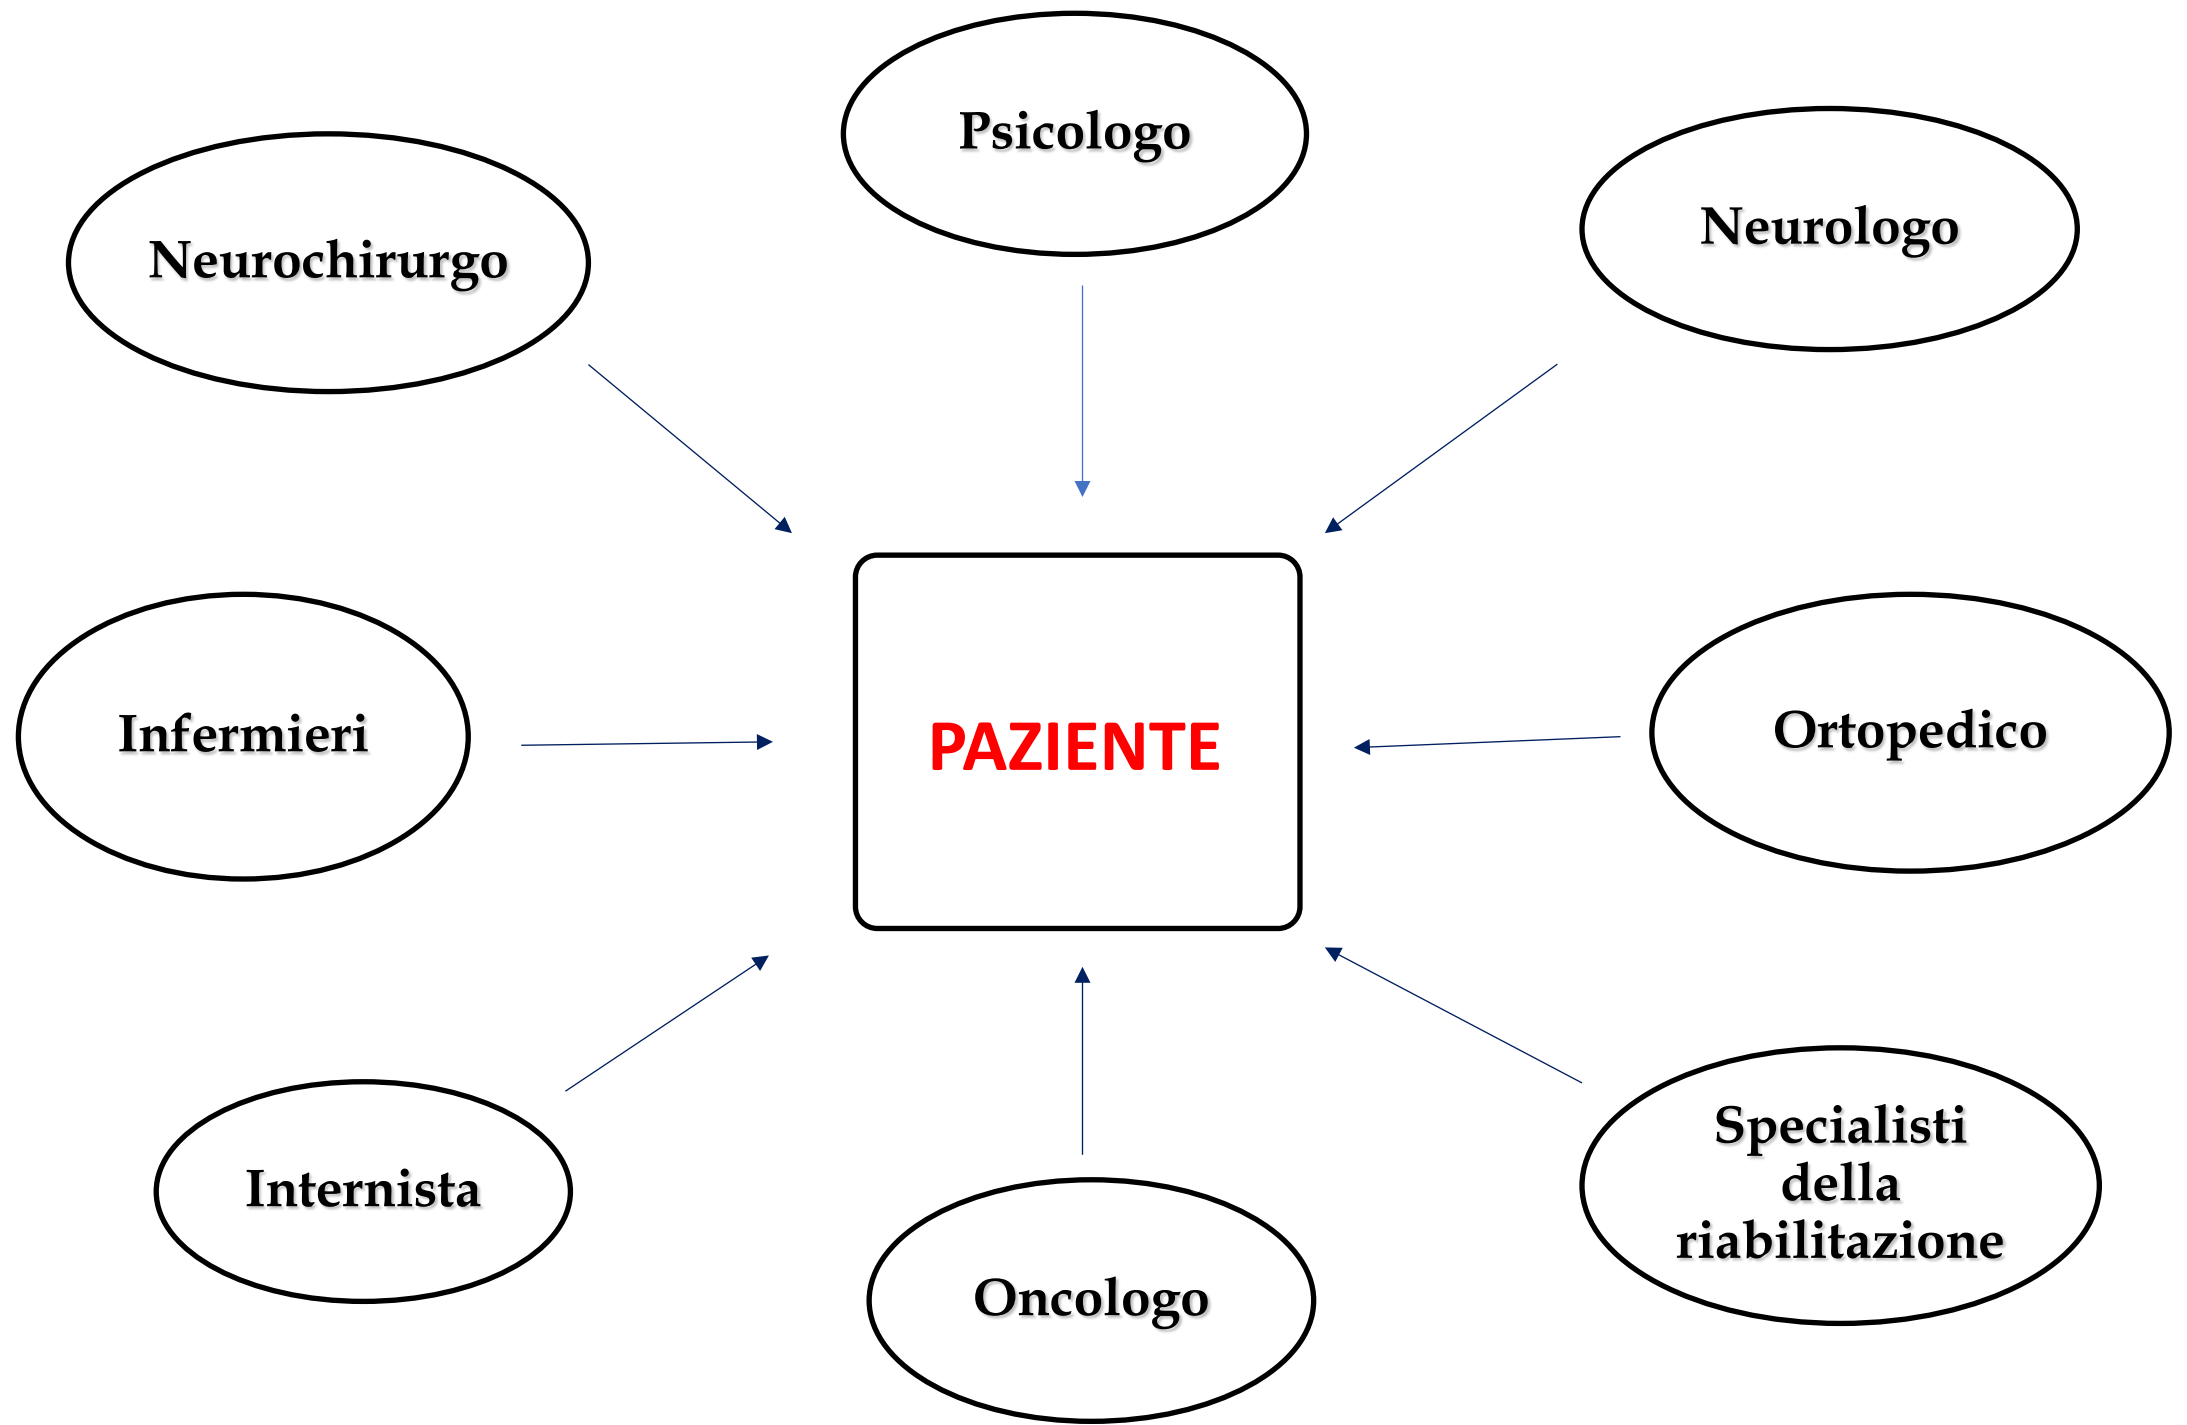 Psicologo
Neurologo
Neurochirurgo
Infermieri
PAZIENTE
Ortopedico
Specialisti
della
riabilitazione
Internista
Oncologo